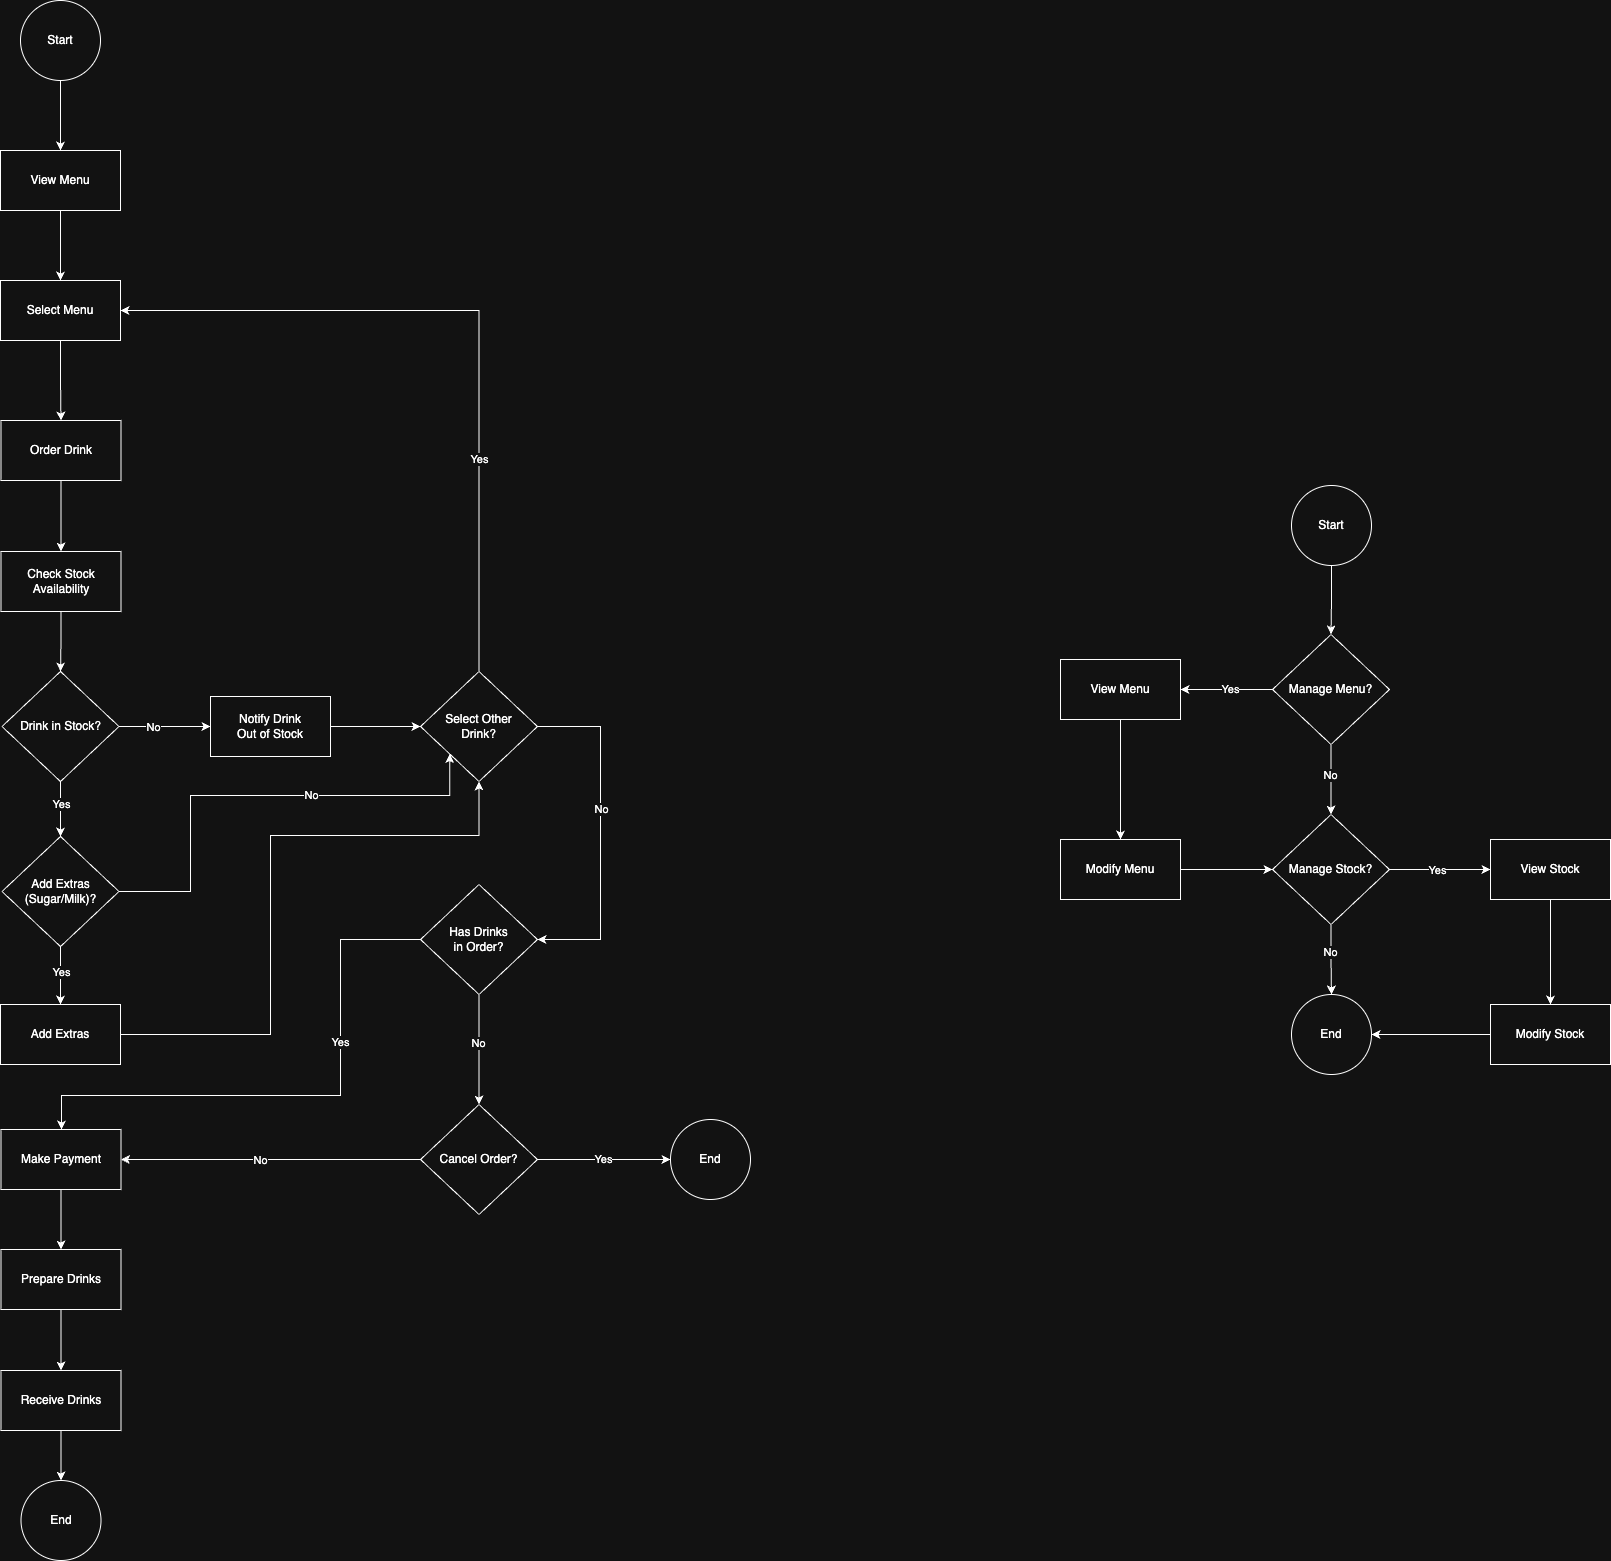 Start
View Menu
Select Menu
Order Drink
Yes
Check Stock
Availability
Drink in Stock?
No
Notify Drink
Out of Stock
Select Other
Drink?
Yes
No
No
Add Extras
(Sugar/Milk)?
Has Drinks
in Order?
Yes
Add Extras
Yes
No
Make Payment
No
Cancel Order?
Yes
End
Prepare Drinks
Receive Drinks
End
Start
View Menu
Yes
Manage Menu?
No
Modify Menu
Manage Stock?
Yes
View Stock
No
End
Modify Stock